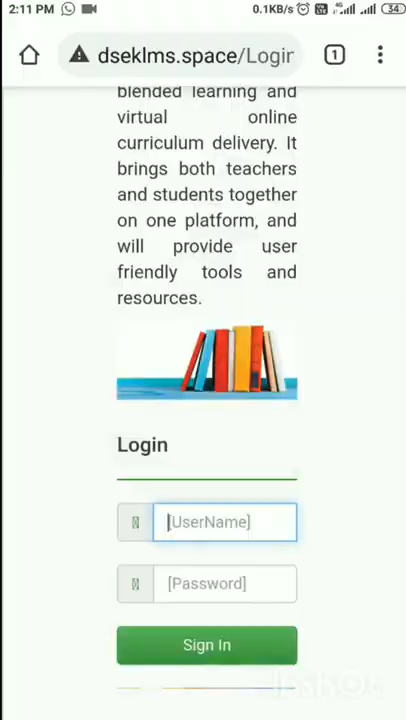 2:11 PM 0.1KB/s 4G 34
dseklms.space/Login
1
blended learning and
virtual online
curriculum delivery. It
brings both teachers
and students together
on one platform, and
will provide user
friendly tools and
resources.
Login
[UserName]
[Password]
Sign In